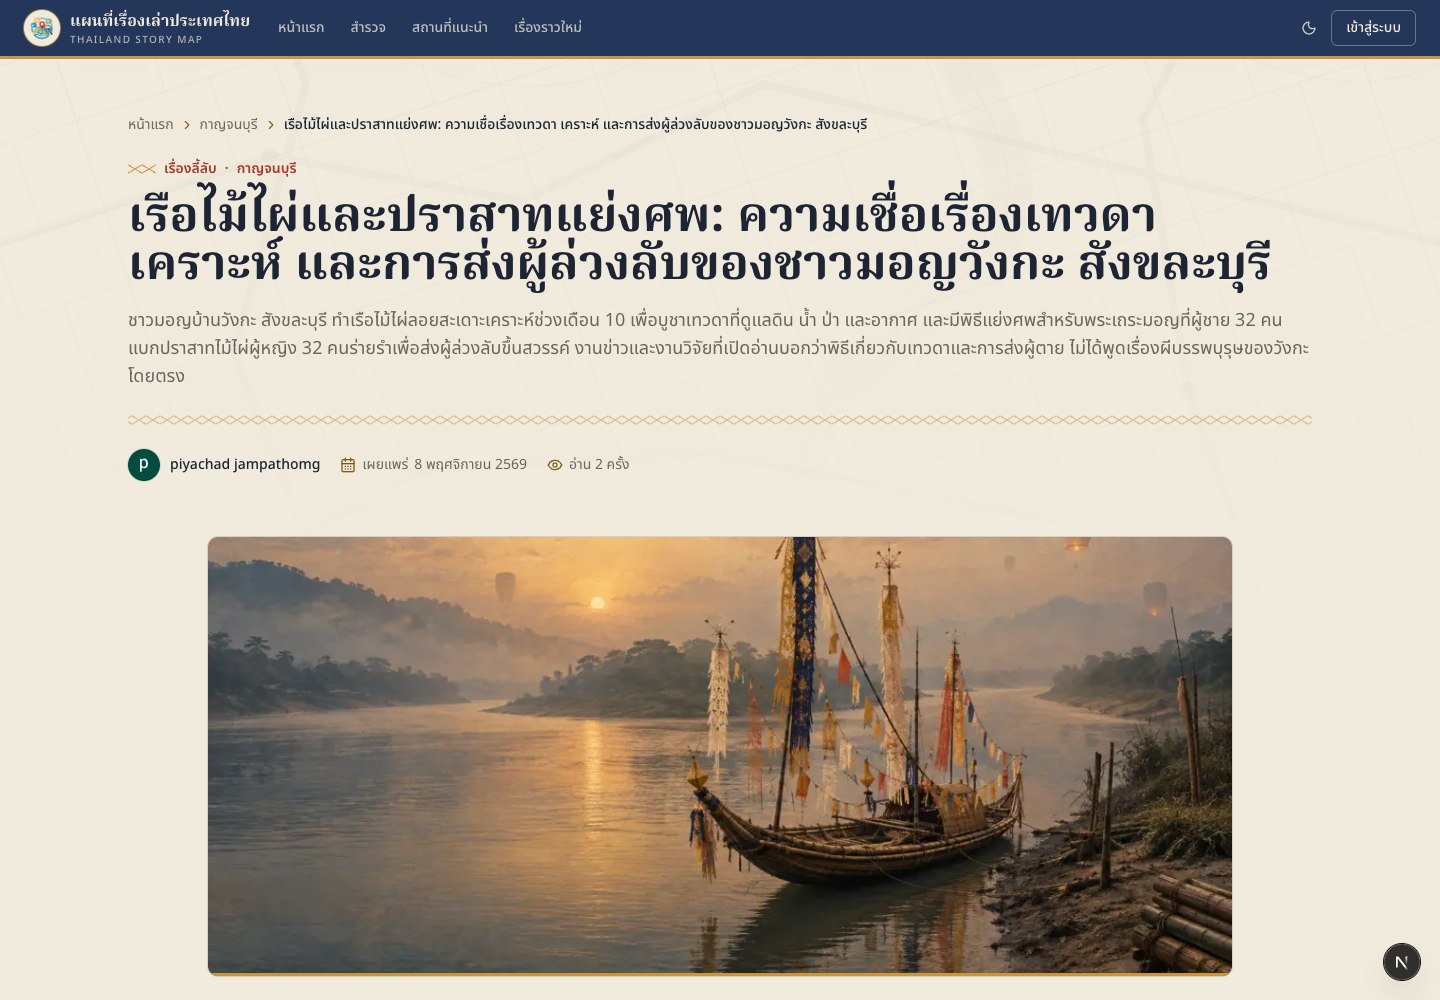 แผนที่เรื่องเล่าประเทศไทย
THAILAND STORY MAP
หน้าแรก
สำรวจ
สถานที่แนะนำ
เรื่องราวใหม่
เข้าสู่ระบบ
หน้าแรก > กาญจนบุรี > เรือไม้ไผ่และปราสาทแย่งศพ: ความเชื่อเรื่องเทวดา เคราะห์ และการส่งผู้ล่วงลับของชาวมอญวังกะ สังขละบุรี
เรื่องลี้ลับ · กาญจนบุรี
เรือไม้ไผ่และปราสาทแย่งศพ: ความเชื่อเรื่องเทวดา
เคราะห์ และการส่งผู้ล่วงลับของชาวมอญวังกะ สังขละบุรี
ชาวมอญบ้านวังกะ สังขละบุรี ทำเรือไม้ไผ่ลอยสะเดาะเคราะห์ช่วงเดือน 10 เพื่อบูชาเทวดาที่ดูแลดิน น้ำ ป่า และอากาศ และมีพิธีแย่งศพสำหรับพระเถระมอญที่ผู้ชาย 32 คน
แบกปราสาทไม้ไผ่ผู้หญิง 32 คนร่ายรำเพื่อส่งผู้ล่วงลับขึ้นสวรรค์ งานข่าวและงานวิจัยที่เปิดอ่านบอกว่าพิธีเกี่ยวกับเทวดาและการส่งผู้ตาย ไม่ได้พูดเรื่องผีบรรพบุรุษของวังกะ
โดยตรง
p
piyachad jampathomg
เผยแพร่ 8 พฤศจิกายน 2569
อ่าน 2 ครั้ง
N